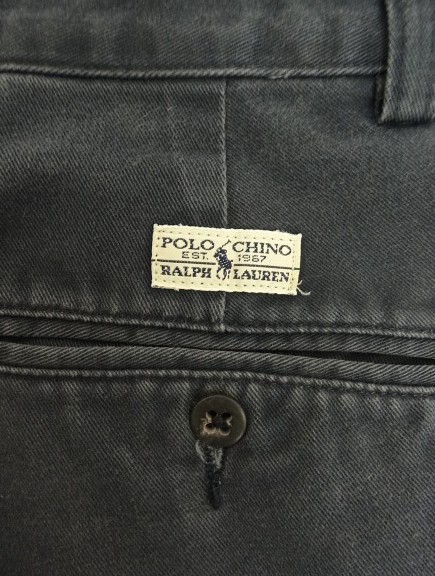 POLO CHINO
EST. 1967
RALPH LAUREN